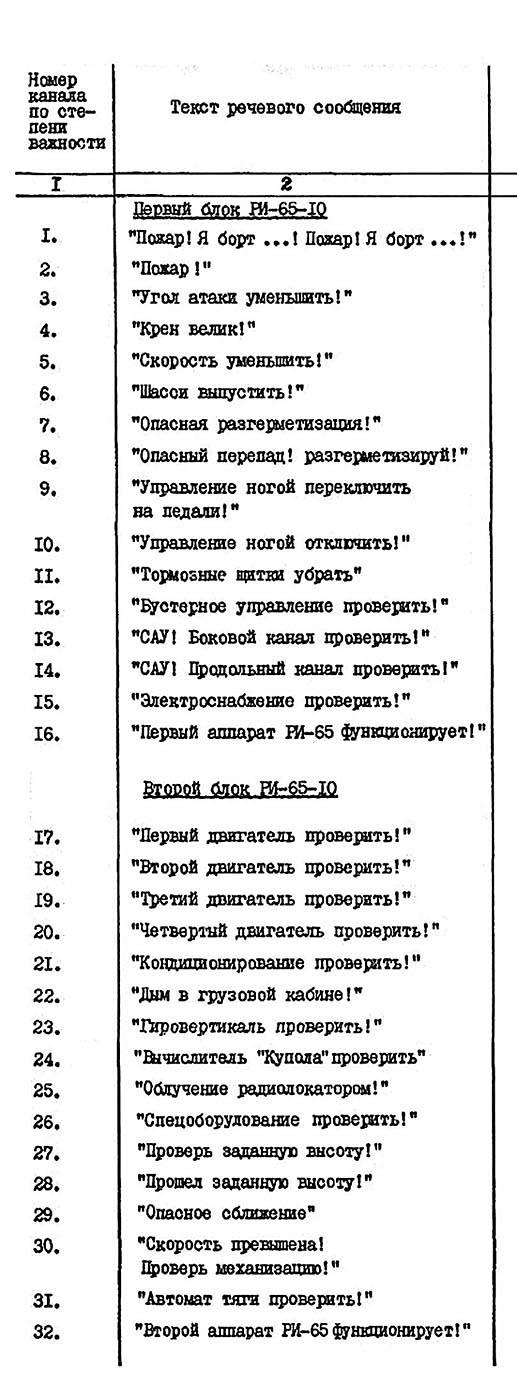 Номер
канала
по сте-
пени
важности
Текст речевого сообщения
I 2
Первый блок РИ-65-IO
I. "Пожар! Я борт ...! Пожар! Я борт ...!"
2. "Пожар !"
3. "Угол атаки уменьшить!"
4. "Крен велик!"
5. "Скорость уменьшить!"
6. "Шасси выпустить!"
7. "Опасная разгерметизация!"
8. "Опасный перепад! разгерметизируй!"
9. "Управление ногой переключить
на педали!"
IO. "Управление ногой отключить!"
II. "Тормозные щитки убрать"
I2. "Бустерное управление проверить!"
I3. "САУ! Боковой канал проверить!"
I4. "САУ! Продольный канал проверить!"
I5. "Электроснабжение проверить!"
I6. "Первый аппарат РИ-65 функционирует!"
Второй блок РИ-65-IO
I7. "Первый двигатель проверить!"
I8. "Второй двигатель проверить!"
I9. "Третий двигатель проверить!"
20. "Четвертый двигатель проверить!"
2I. "Кондиционирование проверить!"
22. "Дым в грузовой кабине!"
23. "Гировертикаль проверить!"
24. "Вычислитель "Купола" проверить"
25. "Облучение радиолокатором!"
26. "Спецоборудование проверить!"
27. "Проверь заданную высоту!"
28. "Прошел заданную высоту!"
29. "Опасное сближение"
30. "Скорость превышена!
Проверь механизацию!"
3I. "Автомат тяги проверить!"
32. "Второй аппарат РИ-65 функционирует!"